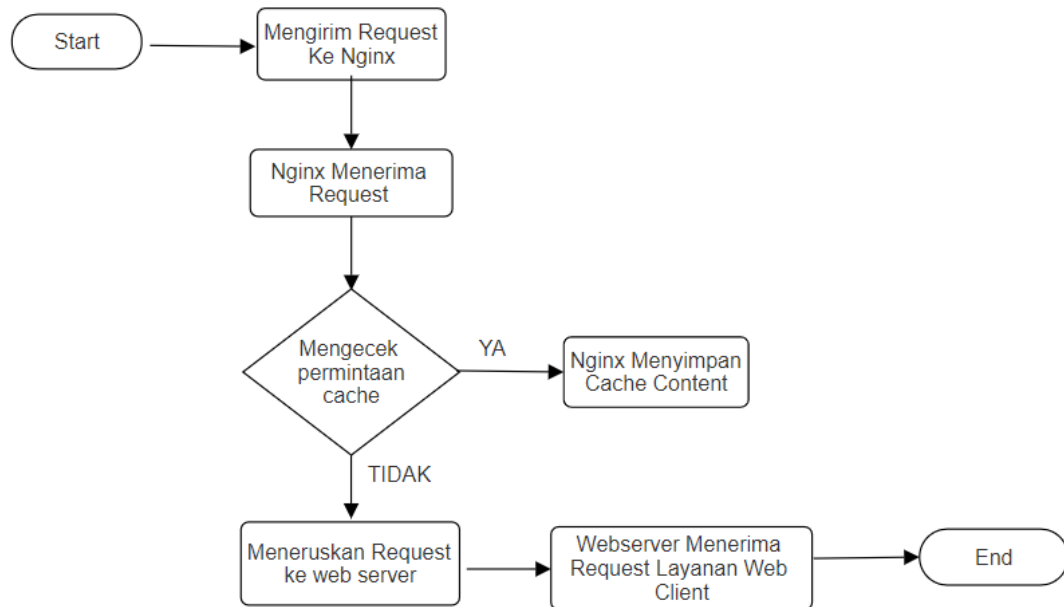 Start
Mengirim Request
Ke Nginx
Nginx Menerima
Request
Mengecek
permintaan
cache
YA
Nginx Menyimpan
Cache Content
TIDAK
Meneruskan Request
ke web server
Webserver Menerima
Request Layanan Web
Client
End